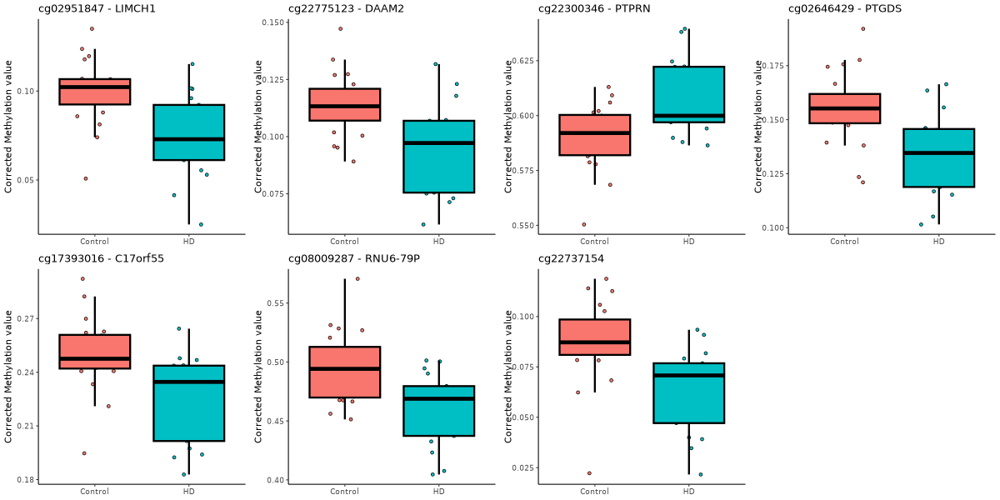 cg02951847 - LIMCH1
Corrected Methylation value
0.10
0.05
Control
HD
cg22775123 - DAAM2
Corrected Methylation value
0.150
0.125
0.100
0.075
Control
HD
cg22300346 - PTPRN
Corrected Methylation value
0.625
0.600
0.575
0.550
Control
HD
cg02646429 - PTGDS
Corrected Methylation value
0.175
0.150
0.125
0.100
Control
HD
cg17393016 - C17orf55
Corrected Methylation value
0.27
0.24
0.21
0.18
Control
HD
cg08009287 - RNU6-79P
Corrected Methylation value
0.55
0.50
0.45
0.40
Control
HD
cg22737154
Corrected Methylation value
0.100
0.075
0.050
0.025
Control
HD